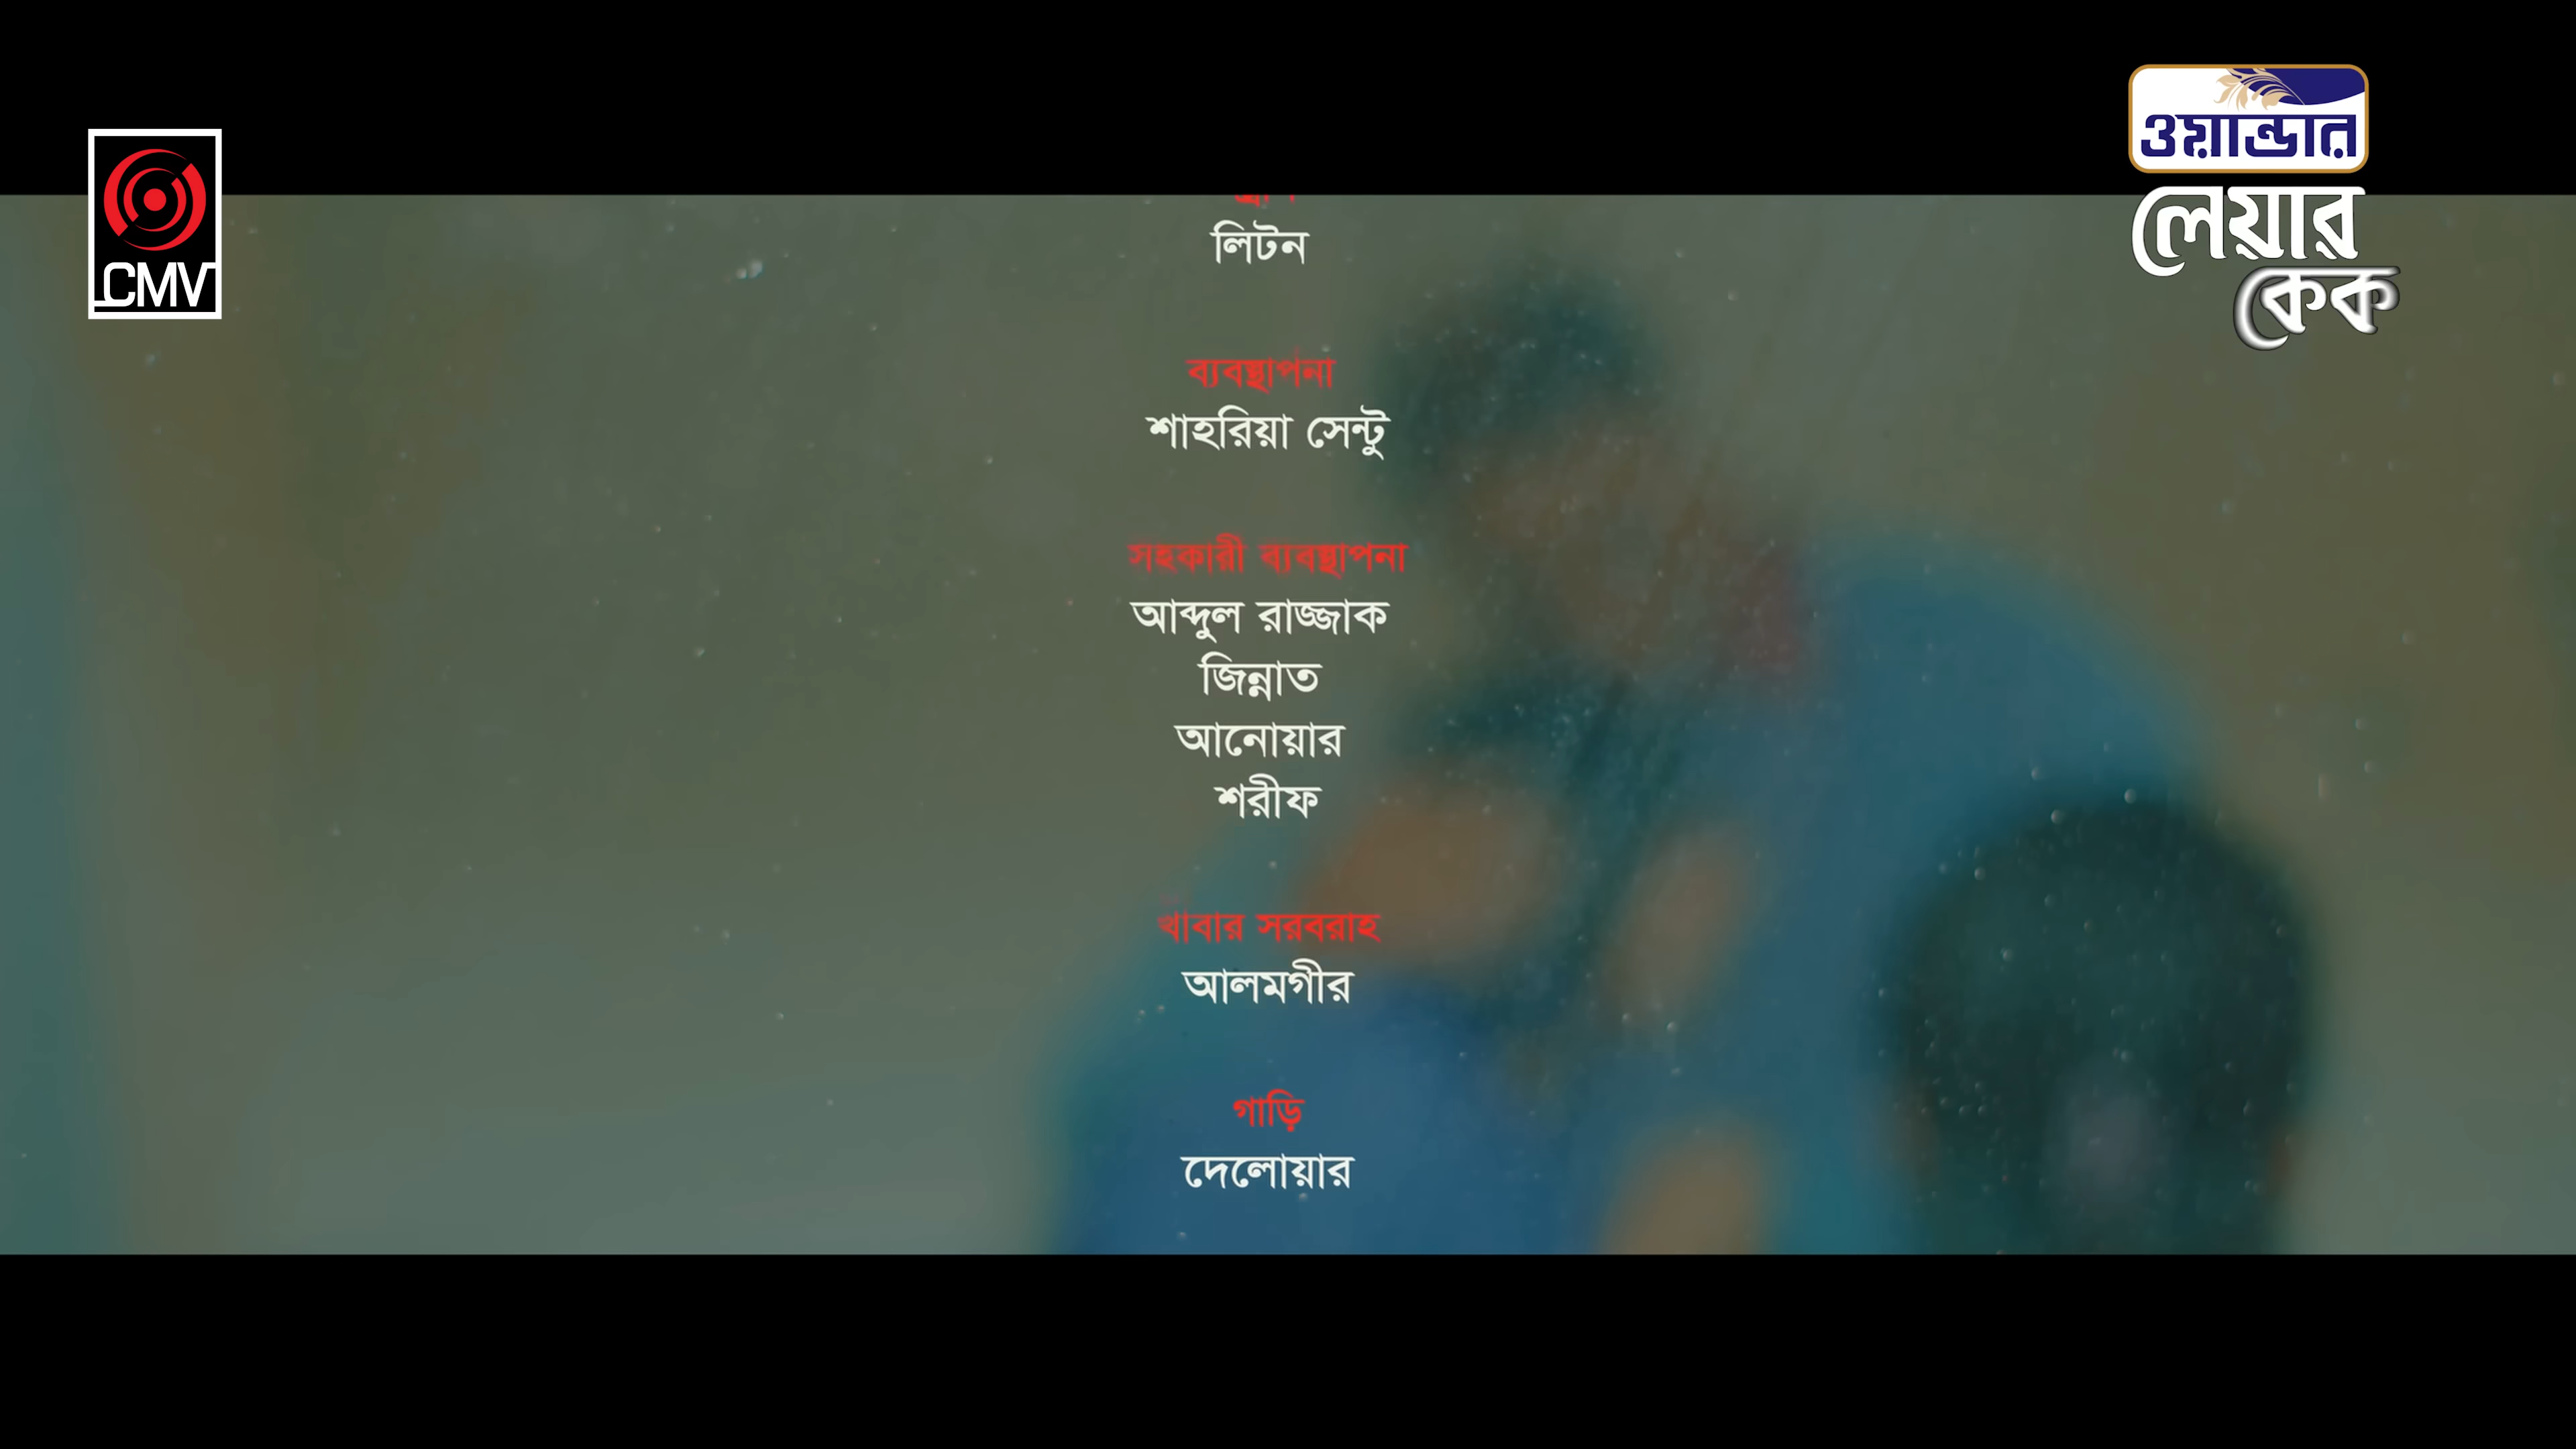 CMV
ওয়ান্ডার
লেয়ার
কেক
লিটন
ব্যবস্থাপনা
শাহরিয়া সেন্টু
সহকারী ব্যবস্থাপনা
আব্দুল রাজ্জাক
জিন্নাত
আনোয়ার
শরীফ
খাবার সরবরাহ
আলমগীর
গাড়ি
দেলোয়ার